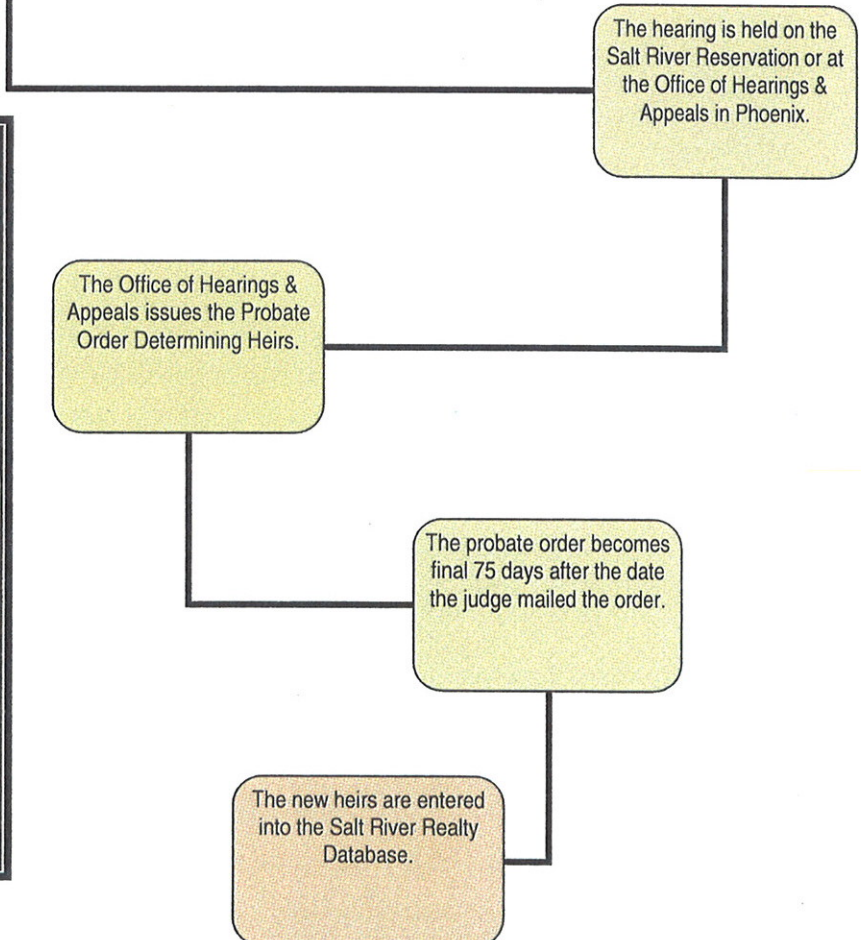 The hearing is held on the
Salt River Reservation or at
the Office of Hearings &
Appeals in Phoenix.
The Office of Hearings &
Appeals issues the Probate
Order Determining Heirs.
The probate order becomes
final 75 days after the date
the judge mailed the order.
The new heirs are entered
into the Salt River Realty
Database.